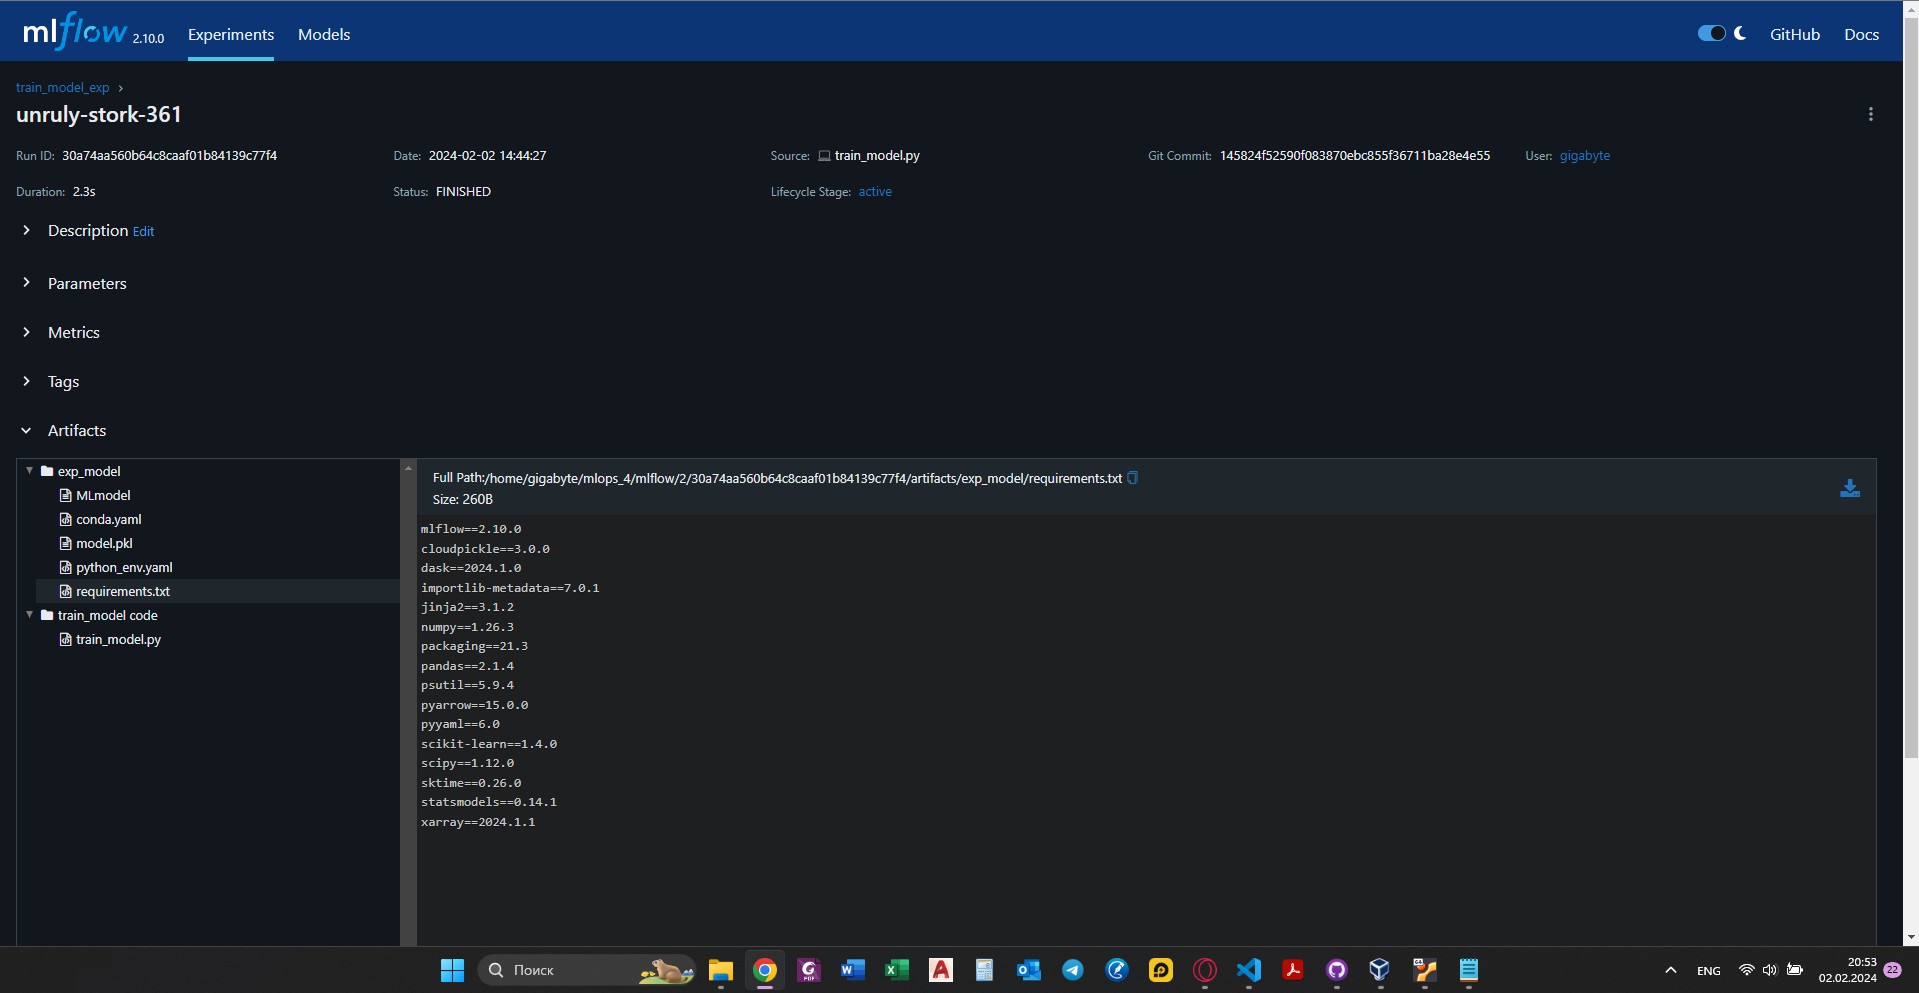 mlflow 2.10.0 Experiments Models GitHub Docs
train_model_exp
unruly-stork-361
Run ID: 30a74aa560b64c8caaf01b84139c77f4 Date: 2024-02-02 14:44:27 Source: train_model.py Git Commit: 145824f52590f083870ebc855f36711ba28e4e55 User: gigabyte
Duration: 2.3s Status: FINISHED Lifecycle Stage: active
Description Edit
Parameters
Metrics
Tags
Artifacts
exp_model
MLmodel
conda.yaml
model.pkl
python_env.yaml
requirements.txt
train_model code
train_model.py
Full Path:/home/gigabyte/mlops_4/mlflow/2/30a74aa560b64c8caaf01b84139c77f4/artifacts/exp_model/requirements.txt
Size: 260B
mlflow==2.10.0
cloudpickle==3.0.0
dask==2024.1.0
importlib-metadata==7.0.1
jinja2==3.1.2
numpy==1.26.3
packaging==21.3
pandas==2.1.4
psutil==5.9.4
pyarrow==15.0.0
pyyaml==6.0
scikit-learn==1.4.0
scipy==1.12.0
sktime==0.26.0
statsmodels==0.14.1
xarray==2024.1.1
Поиск
ENG
20:53
02.02.2024
22